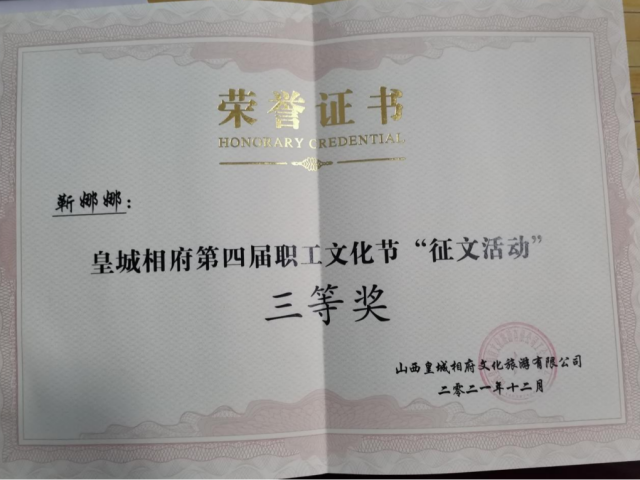 荣誉证书
HONORARY CREDENTIAL
靳娜娜：
皇城相府第四届职工文化节“征文活动”
三等奖
山西皇城相府文化旅游有限公司
二零二一年十二月